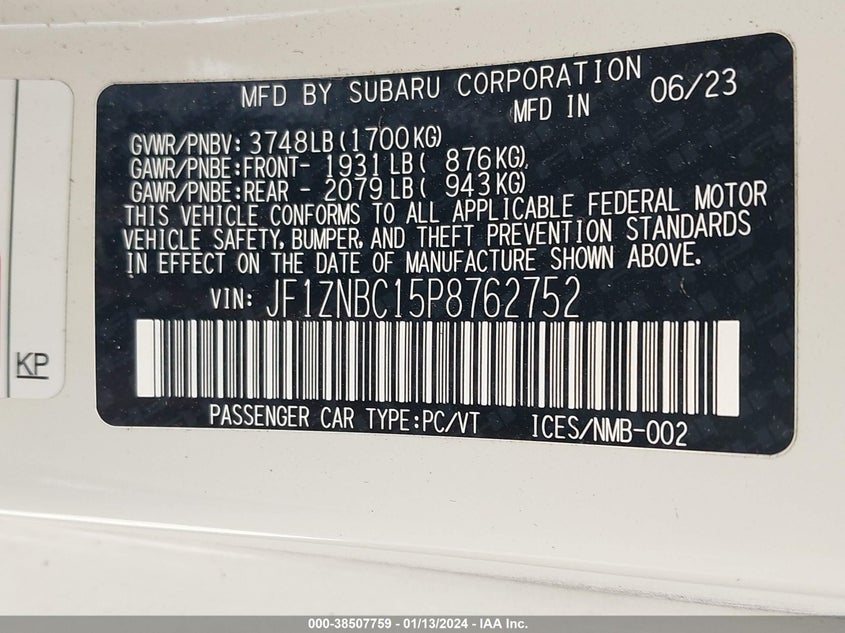 MFD BY SUBARU CORPORATION
MFD IN 06/23
GVWR/PNBV: 3748LB(1700KG)
GAWR/PNBE:FRONT- 1931LB( 876KG),
GAWR/PNBE:REAR - 2079LB( 943KG)
THIS VEHICLE CONFORMS TO ALL APPLICABLE FEDERAL MOTOR
VEHICLE SAFETY, BUMPER, AND THEFT PREVENTION STANDARDS
IN EFFECT ON THE DATE OF MANUFACTURE SHOWN ABOVE.
VIN: JF1ZNBC15P8762752
KP
PASSENGER CAR TYPE:PC/VT ICES/NMB-002
000-38507759 - 01/13/2024 - IAA Inc.